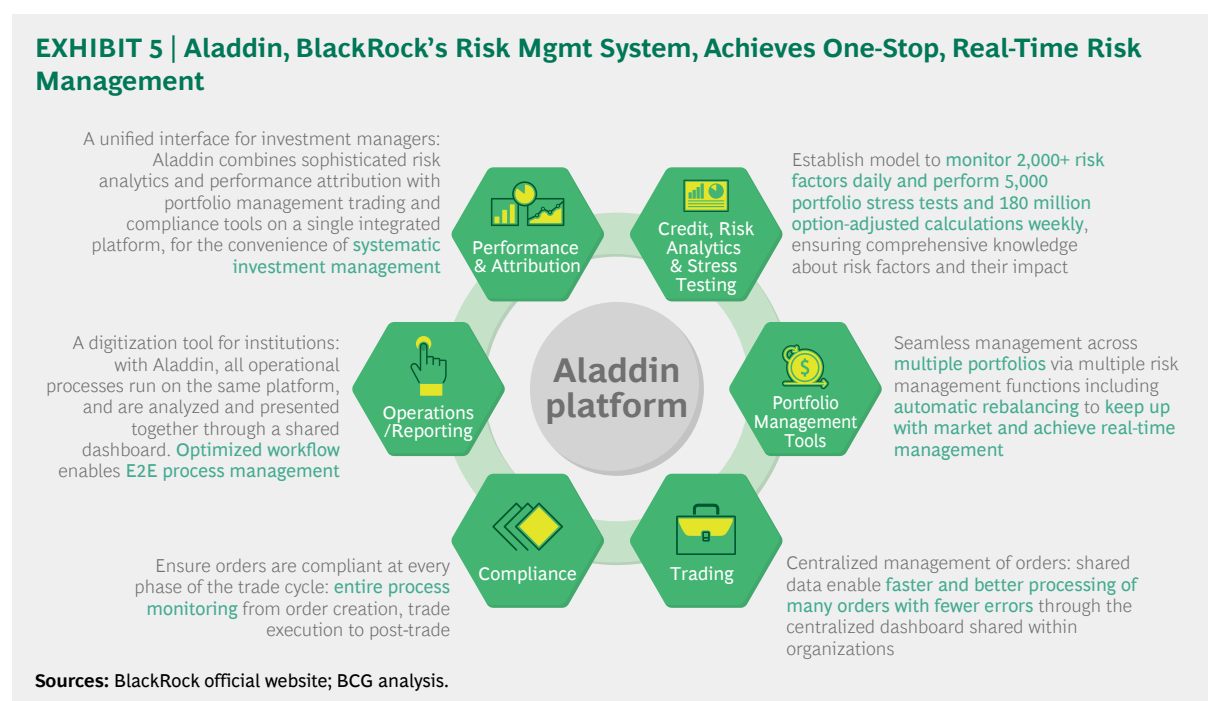 EXHIBIT 5 | Aladdin, BlackRock's Risk Mgmt System, Achieves One-Stop, Real-Time Risk
Management
A unified interface for investment managers:
Aladdin combines sophisticated risk
analytics and performance attribution with
portfolio management trading and
compliance tools on a single integrated
platform, for the convenience of systematic
investment management
Performance
& Attribution
Credit, Risk
Analytics
& Stress
Testing
Establish model to monitor 2,000+ risk
factors daily and perform 5,000
portfolio stress tests and 180 million
option-adjusted calculations weekly,
ensuring comprehensive knowledge
about risk factors and their impact
A digitization tool for institutions:
with Aladdin, all operational
processes run on the same platform,
and are analyzed and presented
together through a shared
dashboard. Optimized workflow
enables E2E process management
Operations
/Reporting
Aladdin
platform
$
Portfolio
Management
Tools
Seamless management across
multiple portfolios via multiple risk
management functions including
automatic rebalancing to keep up
with market and achieve real-time
management
Ensure orders are compliant at every
phase of the trade cycle: entire process
monitoring from order creation, trade
execution to post-trade
Compliance
Trading
Centralized management of orders: shared
data enable faster and better processing of
many orders with fewer errors through the
centralized dashboard shared within
organizations
Sources: BlackRock official website; BCG analysis.